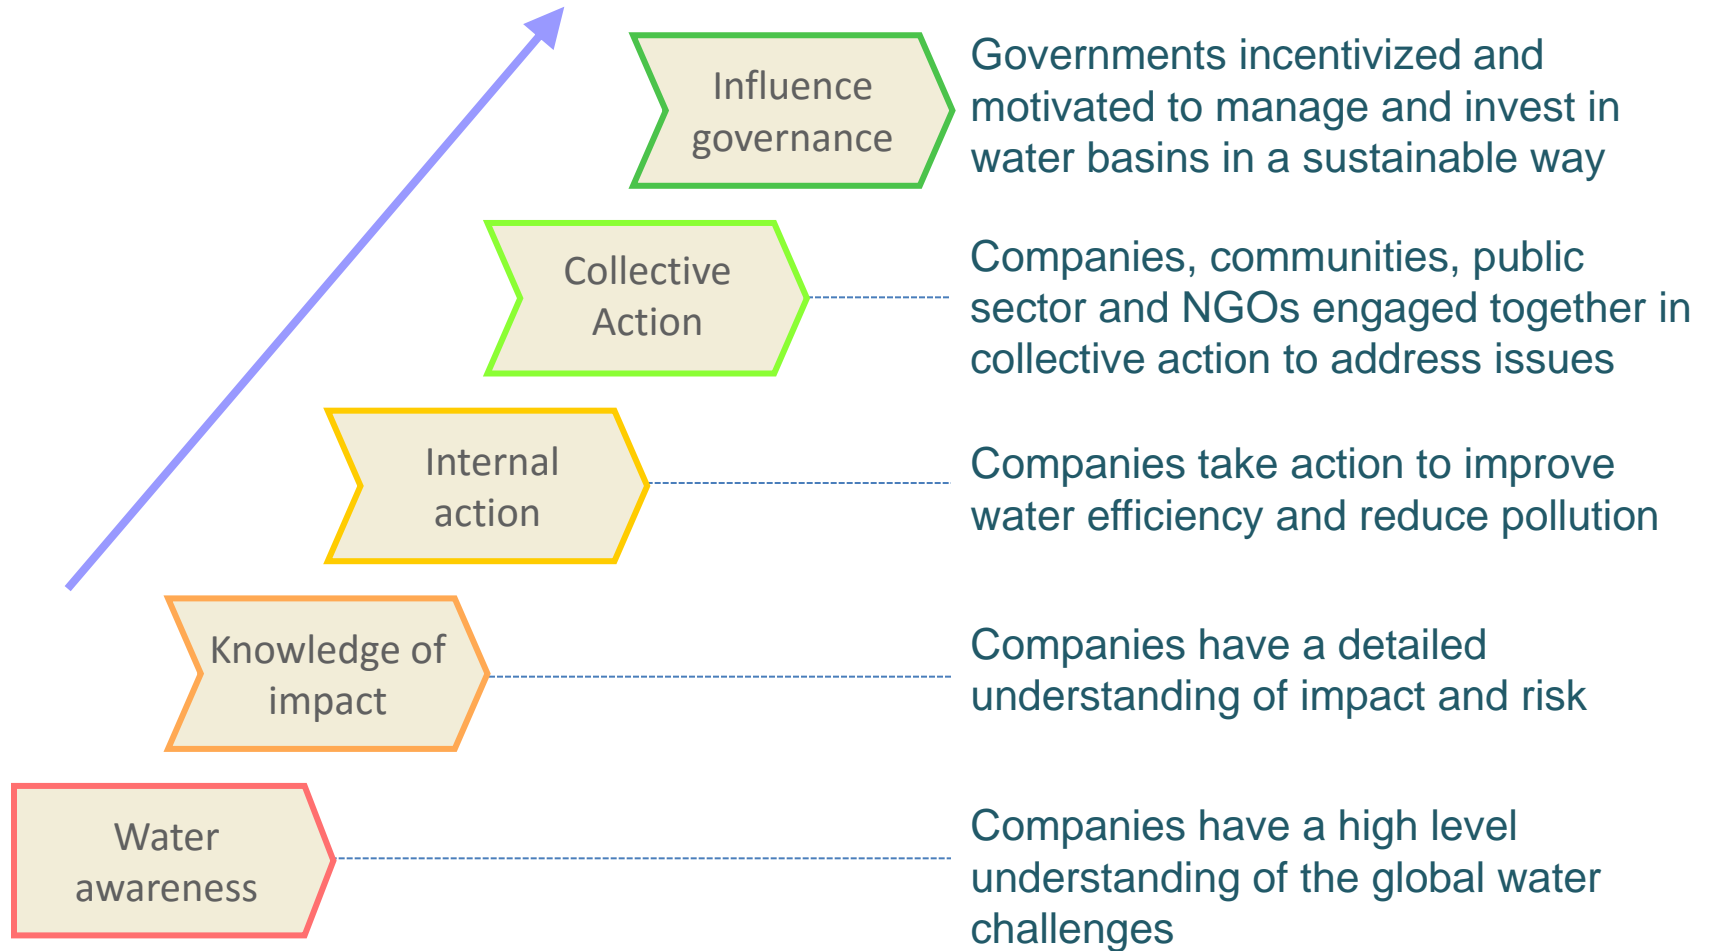 Influence
governance
Governments incentivized and
motivated to manage and invest in
water basins in a sustainable way
Collective
Action
Companies, communities, public
sector and NGOs engaged together in
collective action to address issues
Internal
action
Companies take action to improve
water efficiency and reduce pollution
Knowledge of
impact
Companies have a detailed
understanding of impact and risk
Water
awareness
Companies have a high level
understanding of the global water
challenges